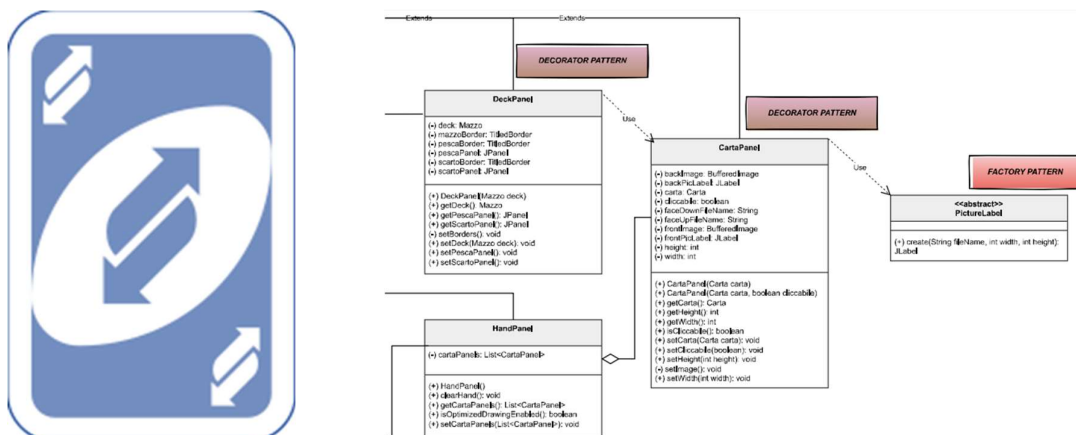 Extends
Extends
DECORATOR PATTERN
DeckPanel
(-) deck: Mazzo
(-) mazzoBorder: TitledBorder
(-) pescaBorder: TitledBorder
(-) pescaPanel: JPanel
(-) scartoBorder: TitledBorder
(-) scartoPanel: JPanel
(+) DeckPanel(Mazzo deck)
(+) getDeck(): Mazzo
(+) getPescaPanel(): JPanel
(+) getScartoPanel(): JPanel
(-) setBorders(): void
(+) setDeck(Mazzo deck): void
(+) setPescaPanel(): void
(+) setScartoPanel(): void
Use
DECORATOR PATTERN
CartaPanel
(-) backImage: BufferedImage
(-) backPicLabel: JLabel
(-) carta: Carta
(-) cliccabile: boolean
(-) faceDownFileName: String
(-) faceUpFileName: String
(-) frontImage: BufferedImage
(-) frontPicLabel: JLabel
(-) height: int
(-) width: int
(+) CartaPanel(Carta carta)
(+) CartaPanel(Carta carta, boolean cliccabile)
(+) getCarta(): Carta
(+) getHeight(): int
(+) getWidth(): int
(+) isCliccabile(): boolean
(+) setCarta(Carta carta): void
(+) setCliccabile(boolean): void
(+) setHeight(int height): void
(-) setImage(): void
(+) setWidth(int width): void
Use
FACTORY PATTERN
<<abstract>>
PictureLabel
(+) create(String fileName, int width, int height):
JLabel
HandPanel
(-) cartaPanels: List<CartaPanel>
(+) HandPanel()
(+) clearHand(): void
(+) getCartaPanels(): List<CartaPanel>
(+) isOptimizedDrawingEnabled(): boolean
(+) setCartaPanels(List<CartaPanel>): void